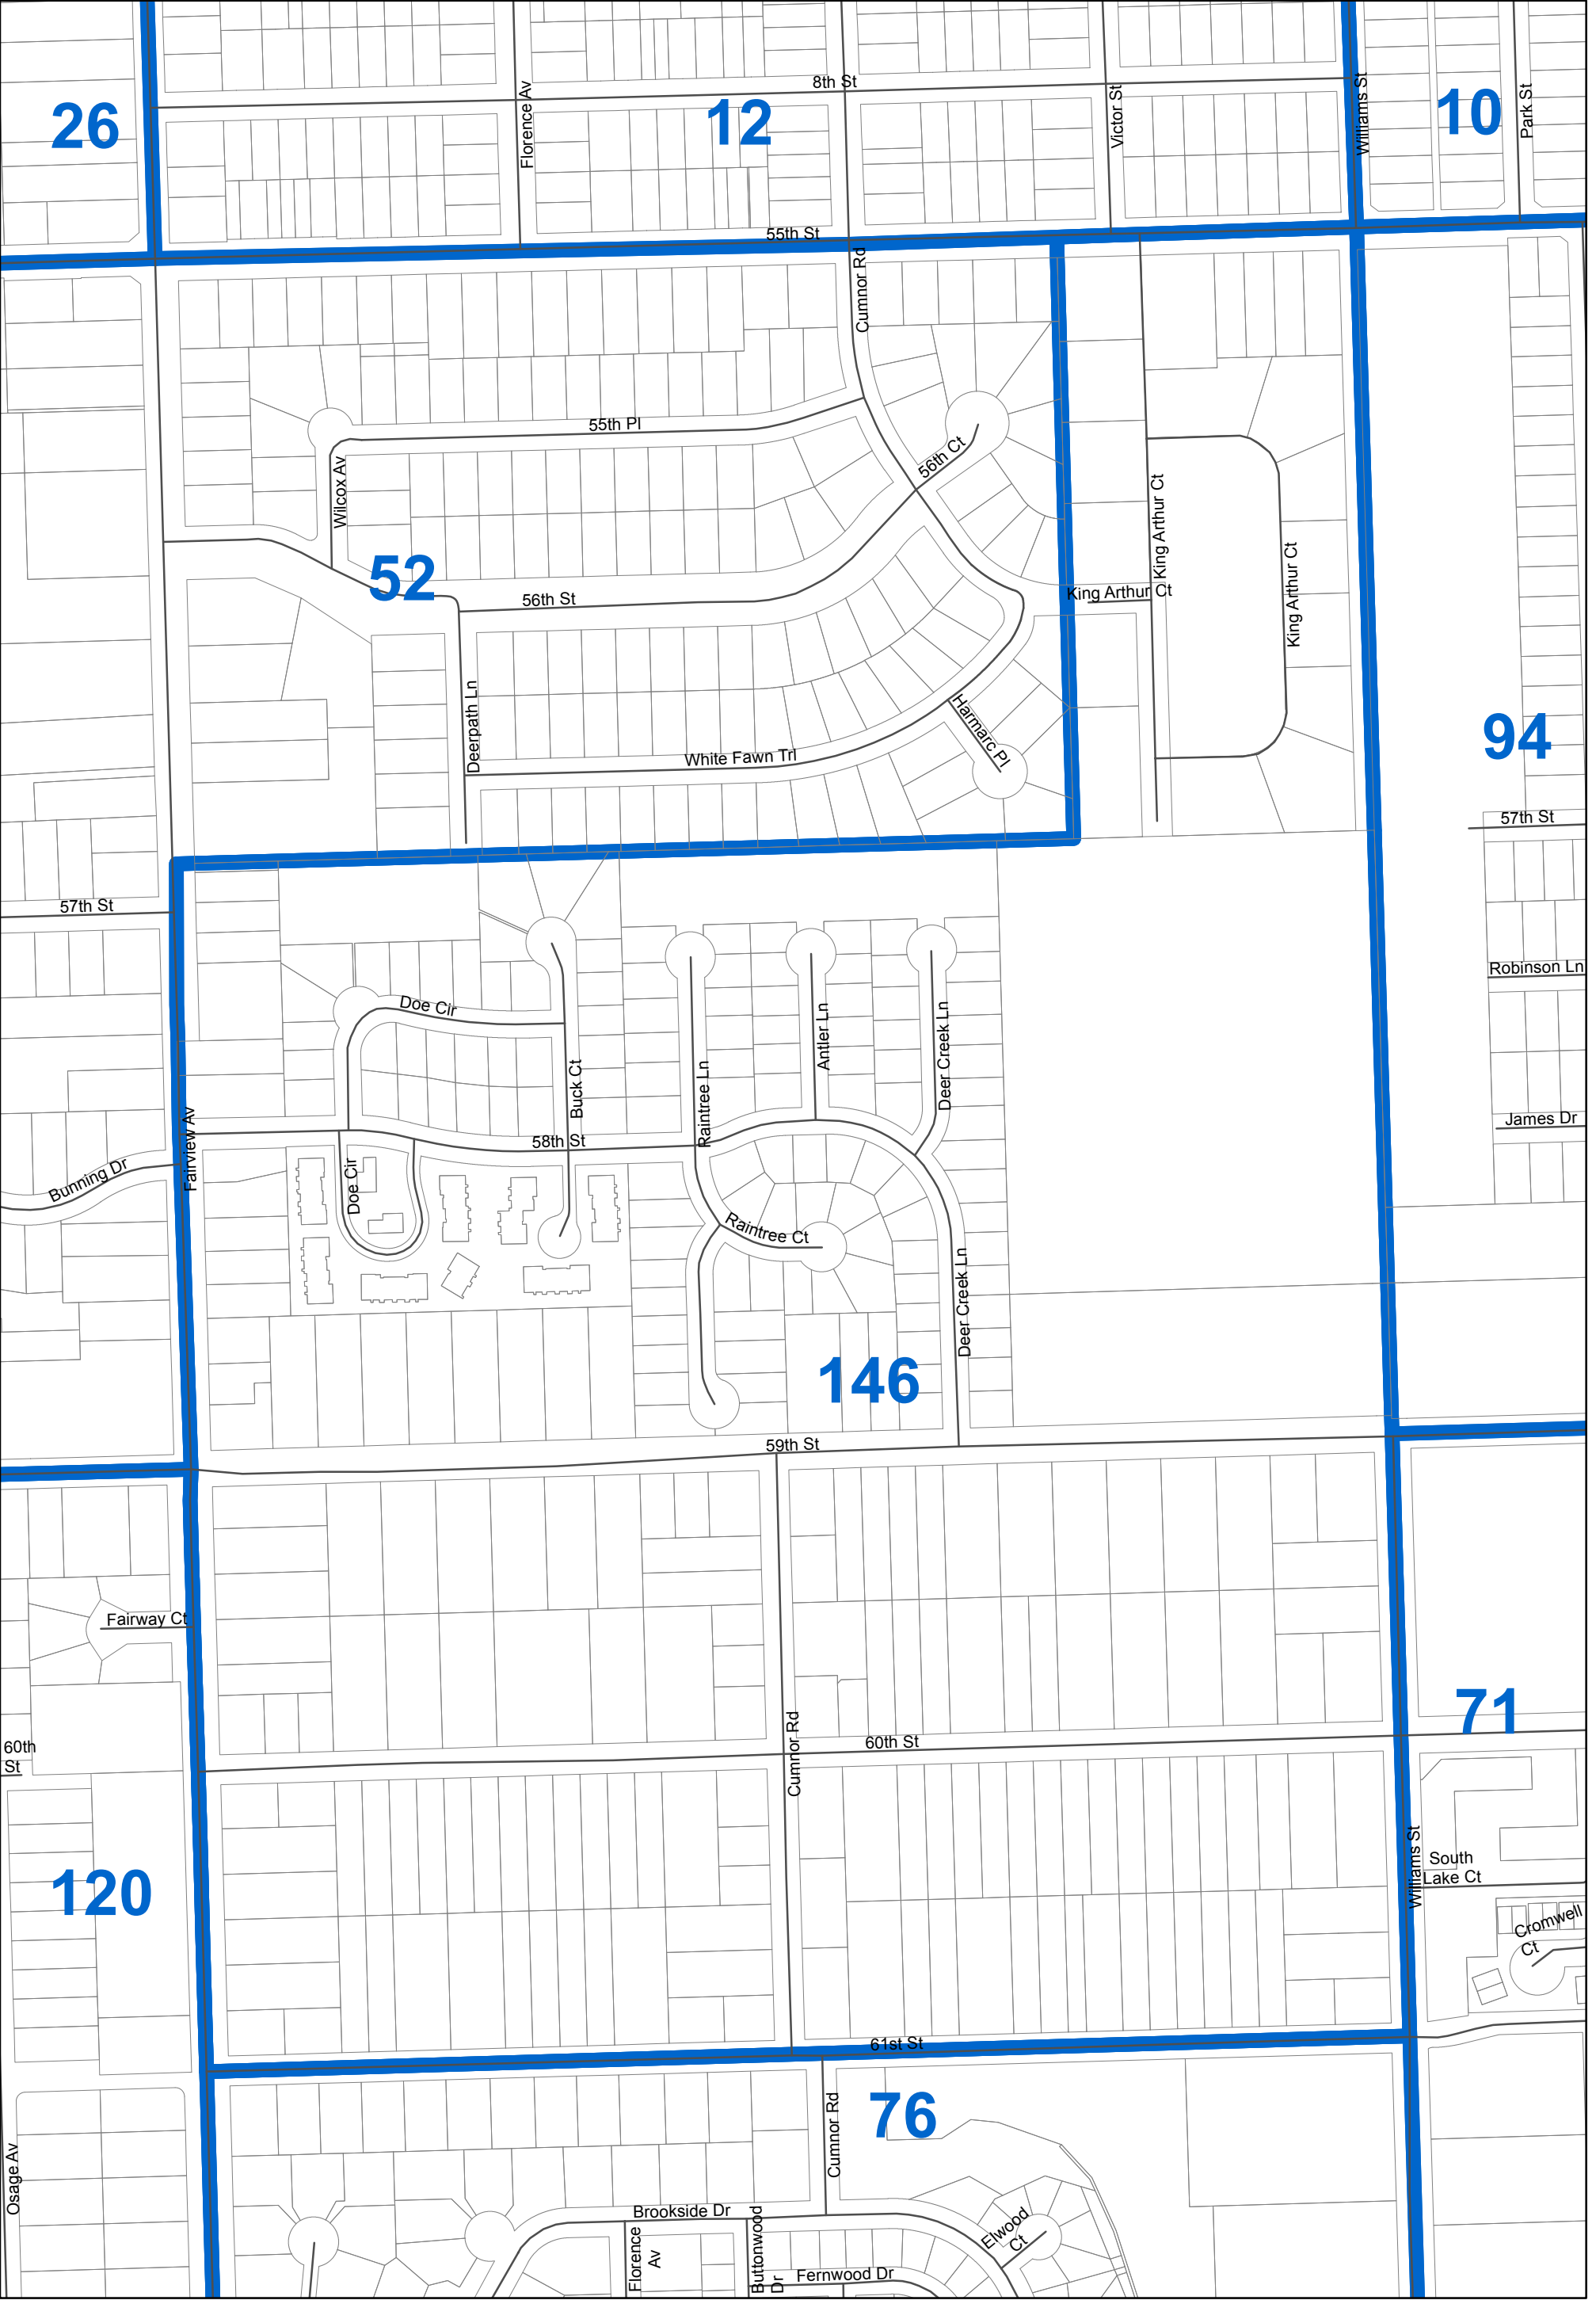 8th St
26
12
10
Florence Av
Victor St
Williams St
Park St
55th St
Cumnor Rd
55th Pl
56th Ct
Wilcox Av
King Arthur Ct
King Arthur Ct
52
56th St
King Arthur Ct
Deerpath Ln
Harmarc Pl
94
White Fawn Trl
57th St
57th St
Robinson Ln
Doe Cir
Antler Ln
Deer Creek Ln
Buck Ct
Raintree Ln
James Dr
Fairview Av
58th St
Bunning Dr
Doe Cir
Raintree Ct
Deer Creek Ln
146
59th St
Fairway Ct
71
60th
St
Cumnor Rd
60th St
Williams St
South
Lake Ct
120
Cromwell
Ct
61st St
76
Cumnor Rd
Osage Av
Brookside Dr
Elwood
Ct
Florence
Av
Buttonwood
Dr
Fernwood Dr